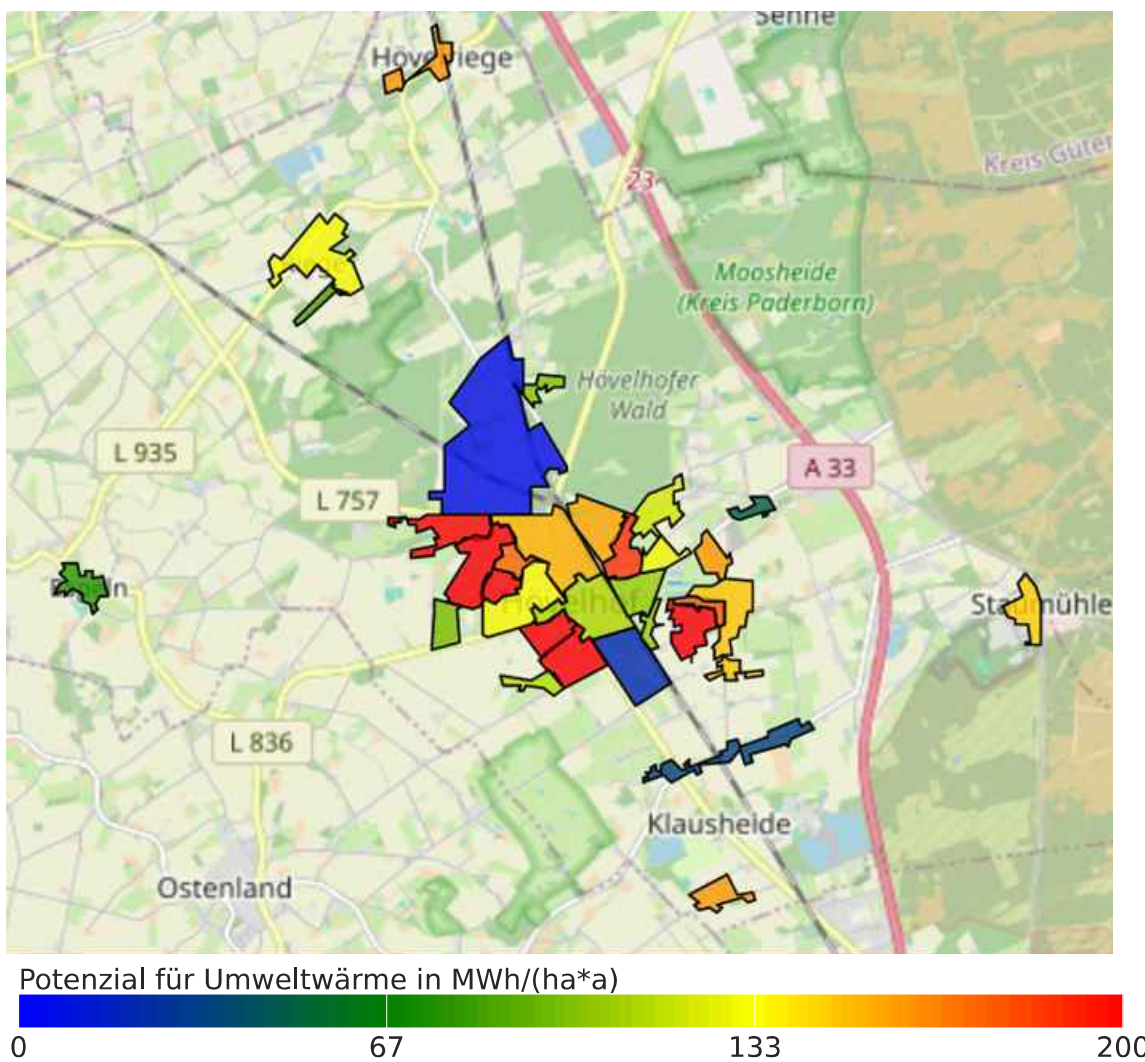 Senne
Hövelriege
Kreis Güter
23
Moosheide
(Kreis Paderborn)
Hövelhofer
Wald
L 935
A 33
L 757
Hövelhof
Staumühle
L 836
Klausheide
Ostenland
Potenzial für Umweltwärme in MWh/(ha*a)
0
67
133
200